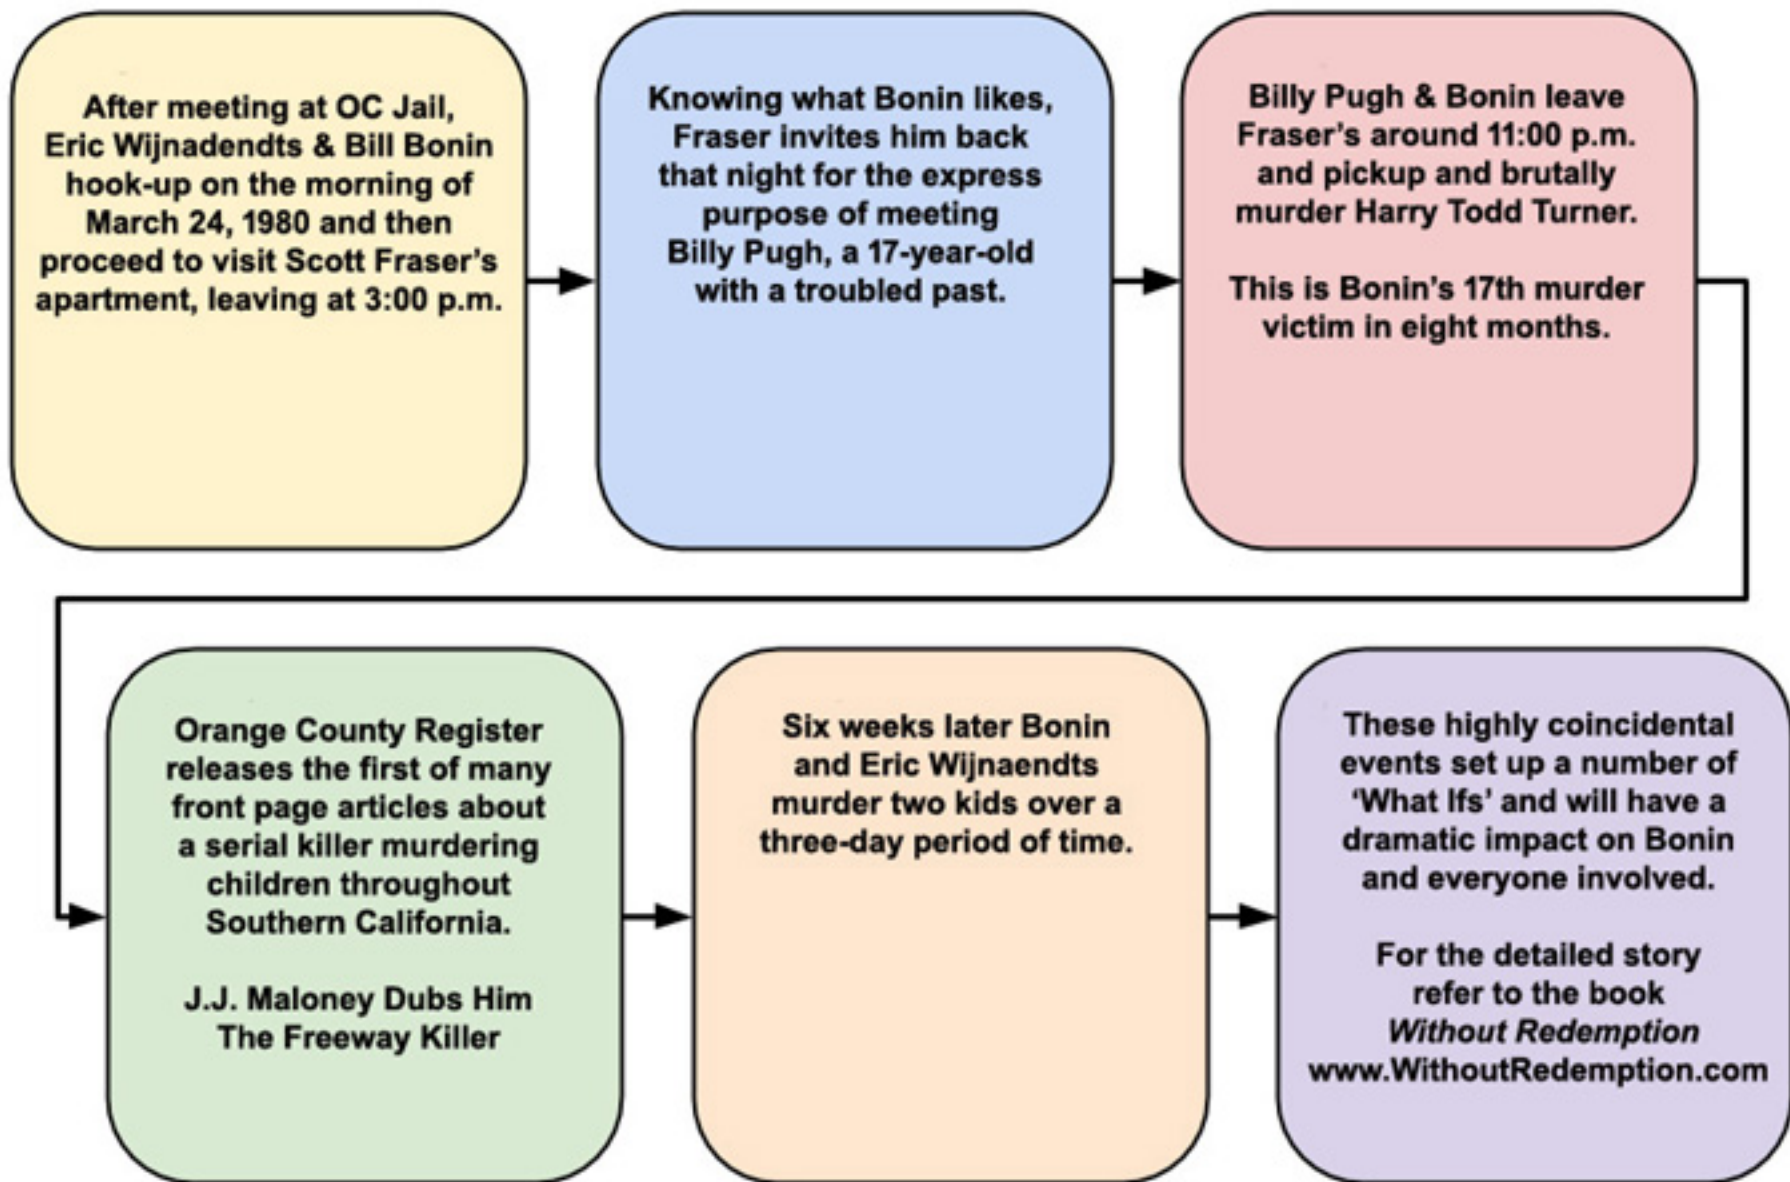 After meeting at OC Jail,
Eric Wijnadendts & Bill Bonin
hook-up on the morning of
March 24, 1980 and then
proceed to visit Scott Fraser’s
apartment, leaving at 3:00 p.m.
Knowing what Bonin likes,
Fraser invites him back
that night for the express
purpose of meeting
Billy Pugh, a 17-year-old
with a troubled past.
Billy Pugh & Bonin leave
Fraser’s around 11:00 p.m.
and pickup and brutally
murder Harry Todd Turner.
This is Bonin’s 17th murder
victim in eight months.
Orange County Register
releases the first of many
front page articles about
a serial killer murdering
children throughout
Southern California.
J.J. Maloney Dubs Him
The Freeway Killer
Six weeks later Bonin
and Eric Wijnaendts
murder two kids over a
three-day period of time.
These highly coincidental
events set up a number of
‘What Ifs’ and will have a
dramatic impact on Bonin
and everyone involved.
For the detailed story
refer to the book
Without Redemption
www.WithoutRedemption.com